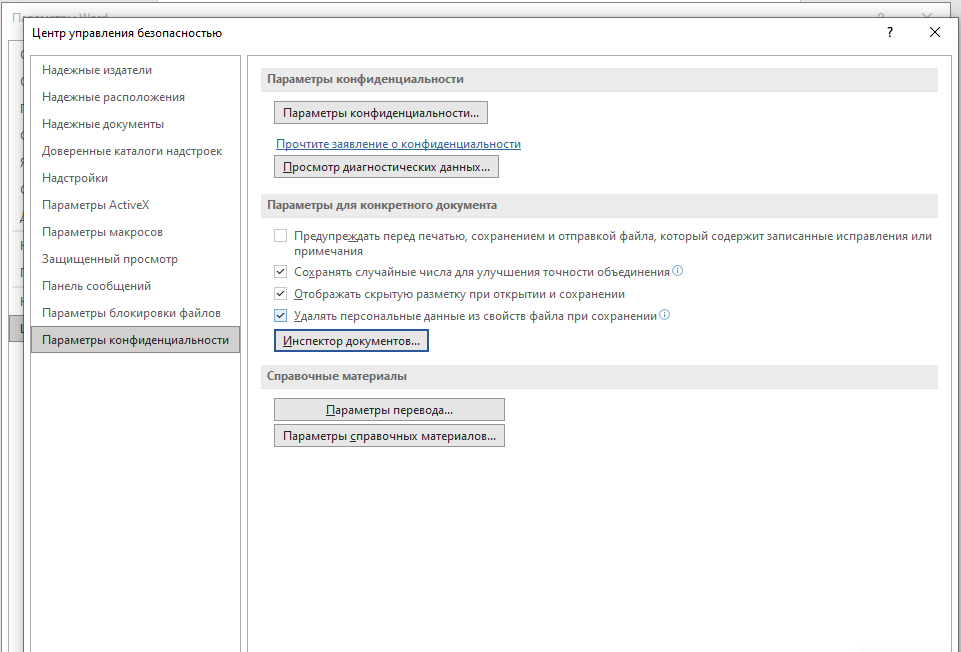 Параметры Word
Центр управления безопасностью
?
Надежные издатели
Надежные расположения
Надежные документы
Доверенные каталоги надстроек
Надстройки
Параметры ActiveX
Параметры макросов
Защищенный просмотр
Панель сообщений
Параметры блокировки файлов
Параметры конфиденциальности
Параметры конфиденциальности
Параметры конфиденциальности...
Прочтите заявление о конфиденциальности
Просмотр диагностических данных...
Параметры для конкретного документа
Предупреждать перед печатью, сохранением и отправкой файла, который содержит записанные исправления или
примечания
Сохранять случайные числа для улучшения точности объединения
Отображать скрытую разметку при открытии и сохранении
Удалять персональные данные из свойств файла при сохранении
Инспектор документов...
Справочные материалы
Параметры перевода...
Параметры справочных материалов...